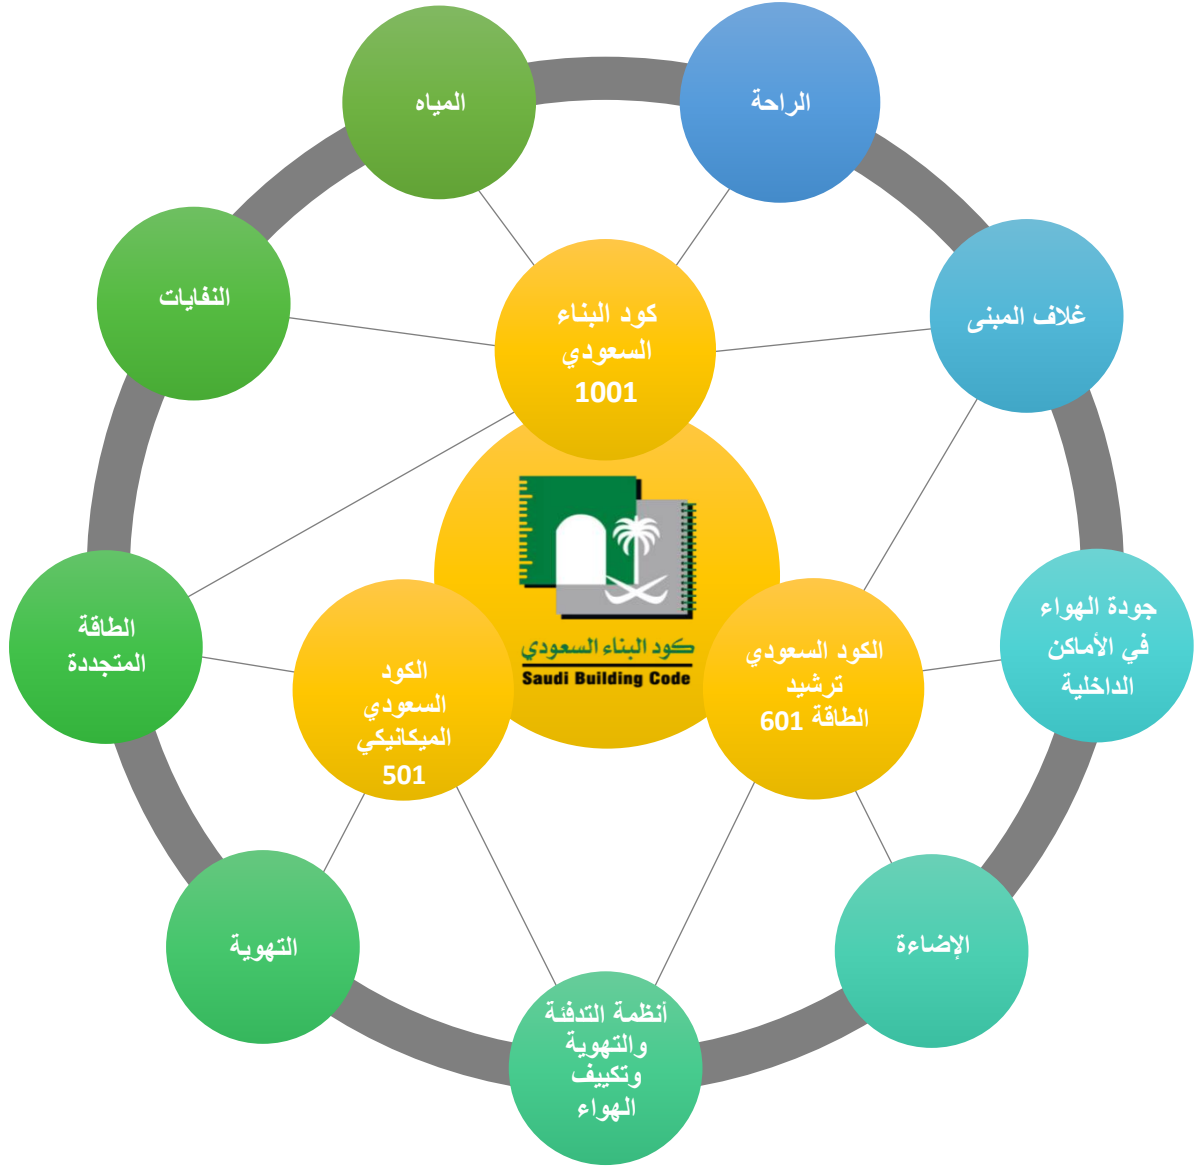 المياه
الراحة
النفايات
غلاف المبنى
كود البناء
السعودي
1001
كود البناء السعودي
Saudi Building Code
الطاقة
المتجددة
الكود
السعودي
الميكانيكي
501
الكود السعودي
ترشيد
الطاقة 601
جودة الهواء
في الأماكن
الداخلية
التهوية
الإضاءة
أنظمة التدفئة
والتهوية
وتكييف
الهواء